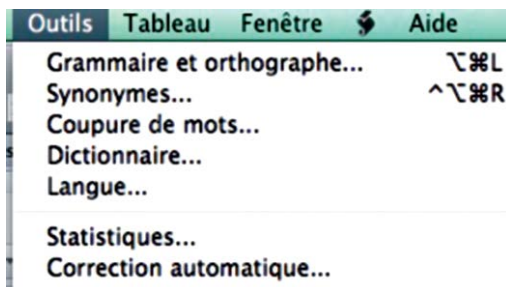 Outils Tableau Fenêtre Aide
Grammaire et orthographe... ⌥⌘L
Synonymes... ^⌥⌘R
Coupure de mots...
Dictionnaire...
Langue...
Statistiques...
Correction automatique...